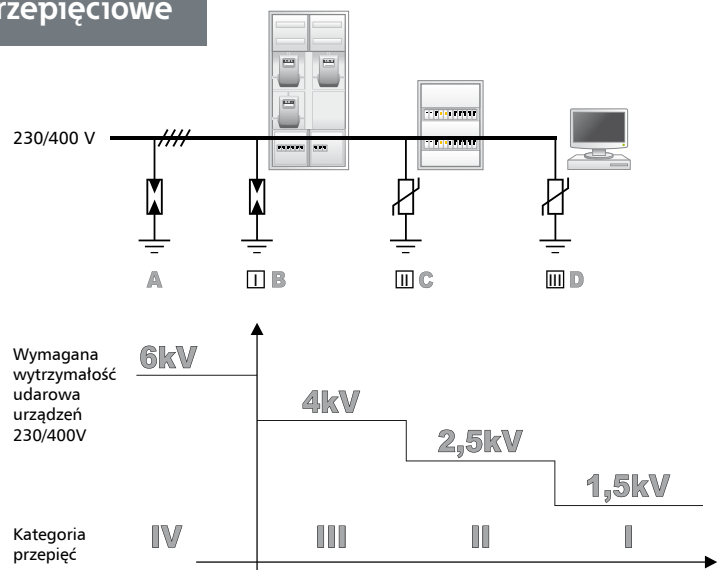 rzepięciowe
230/400 V
A
I B
II C
III D
Wymagana
wytrzymałość
udarowa
urządzeń
230/400V
6kV
4kV
2,5kV
1,5kV
Kategoria
przepięć
IV
III
II
I